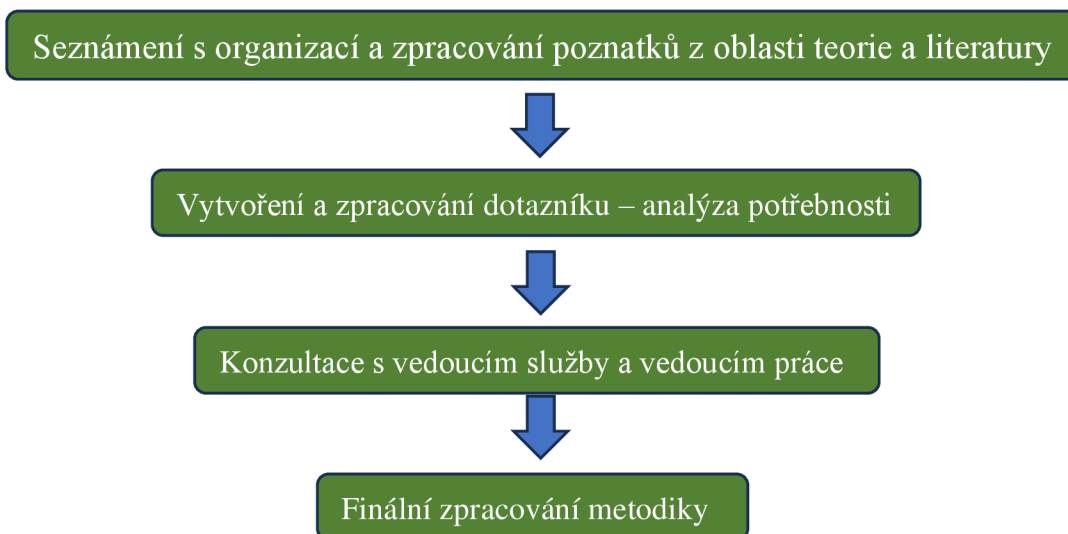 Seznámení s organizací a zpracování poznatků z oblasti teorie a literatury
Vytvoření a zpracování dotazníku – analýza potřebnosti
Konzultace s vedoucím služby a vedoucím práce
Finální zpracování metodiky